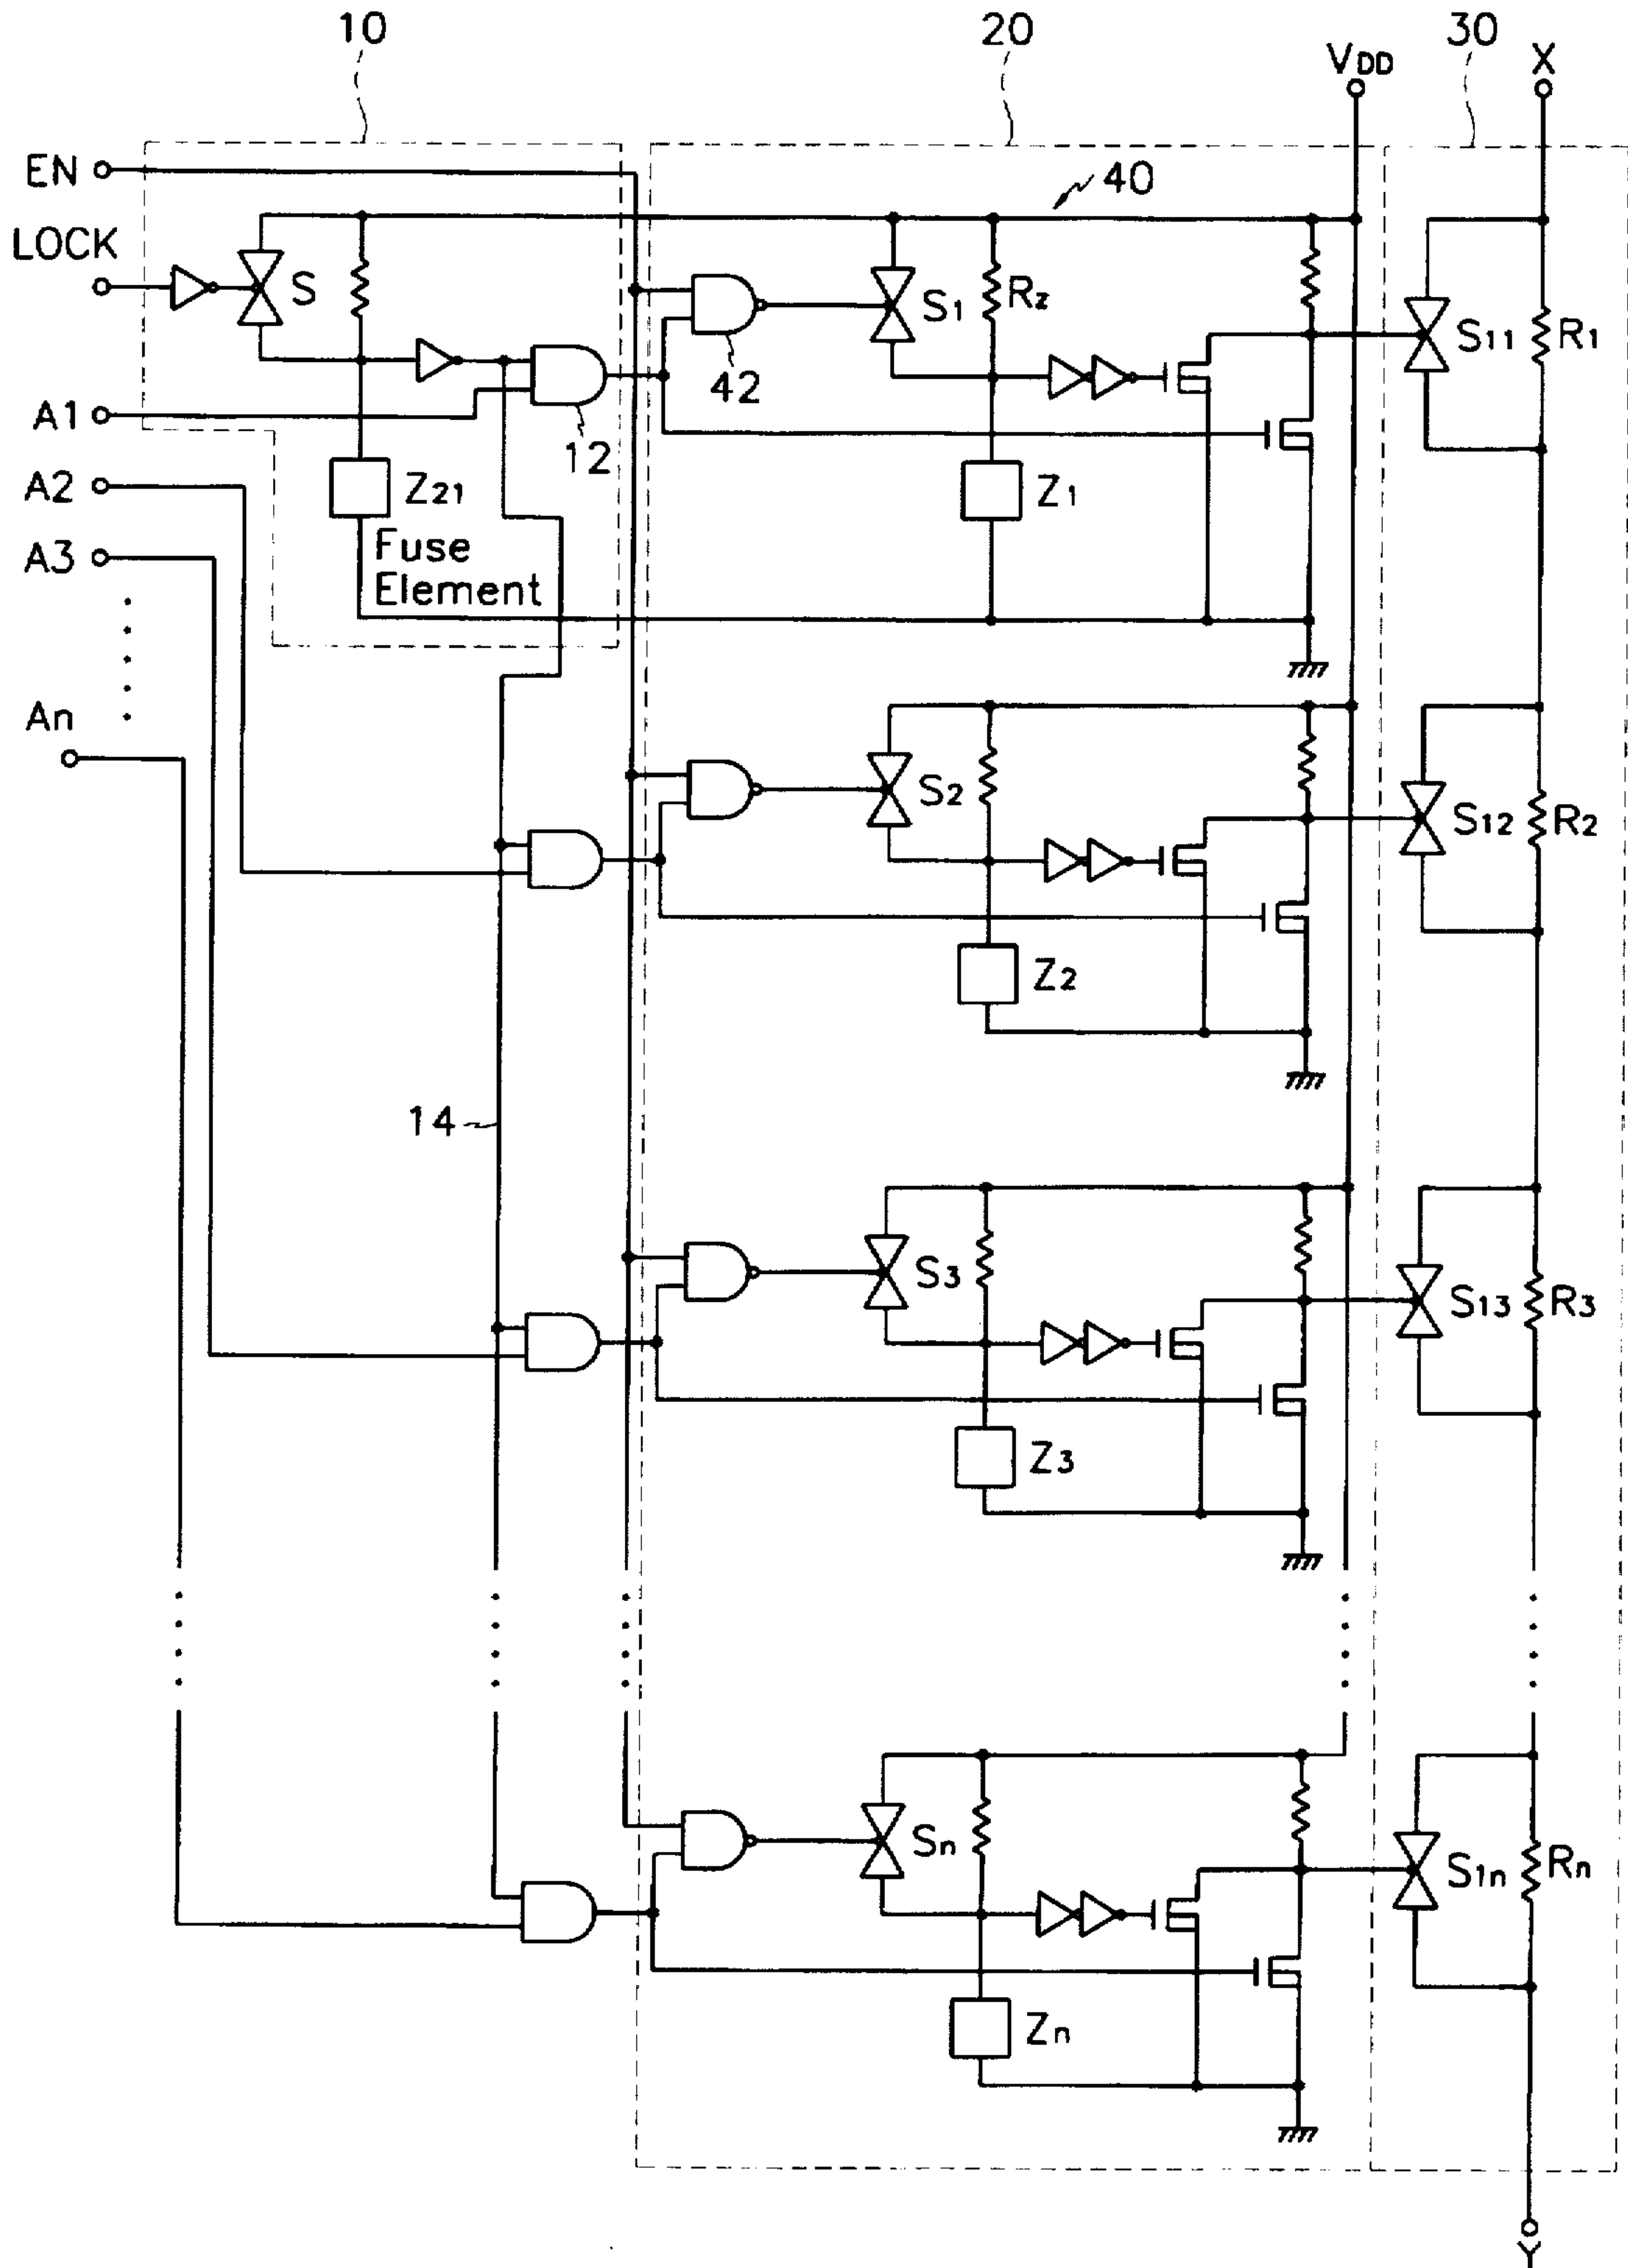 10
20
30
VDD
X
EN
40
LOCK
S
S1
Rz
S11
R1
42
A1
12
A2
Z21
Z1
A3
Fuse
Element
An
S2
S12
R2
Z2
14
S3
S13
R3
Z3
Sn
S1n
Rn
Zn
Y